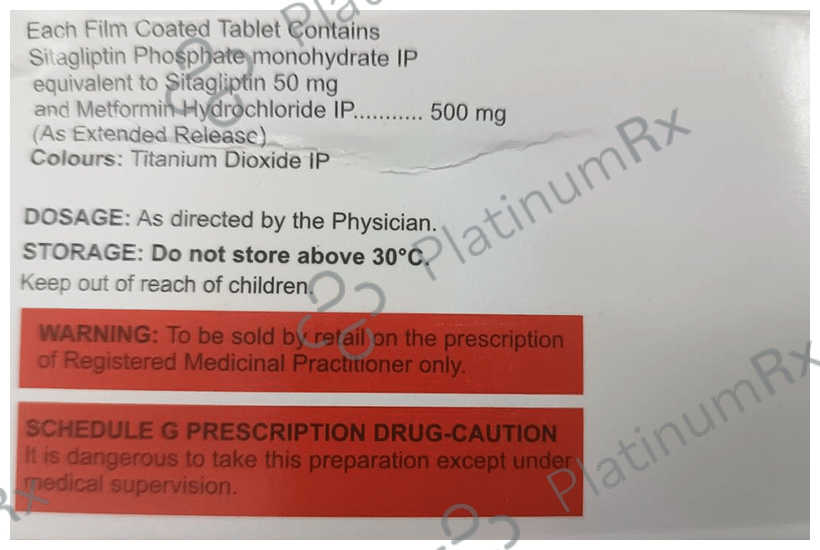 Each Film Coated Tablet Contains
Sitagliptin Phosphate monohydrate IP
equivalent to Sitagliptin 50 mg
and Metformin Hydrochloride IP........... 500 mg
(As Extended Release)
Colours: Titanium Dioxide IP
DOSAGE: As directed by the Physician.
STORAGE: Do not store above 30°C.
Keep out of reach of children.
WARNING: To be sold by retail on the prescription
of Registered Medicinal Practitioner only.
SCHEDULE G PRESCRIPTION DRUG-CAUTION
It is dangerous to take this preparation except under
medical supervision.
Platinum
PlatinumRx
PlatinumRx
Rx